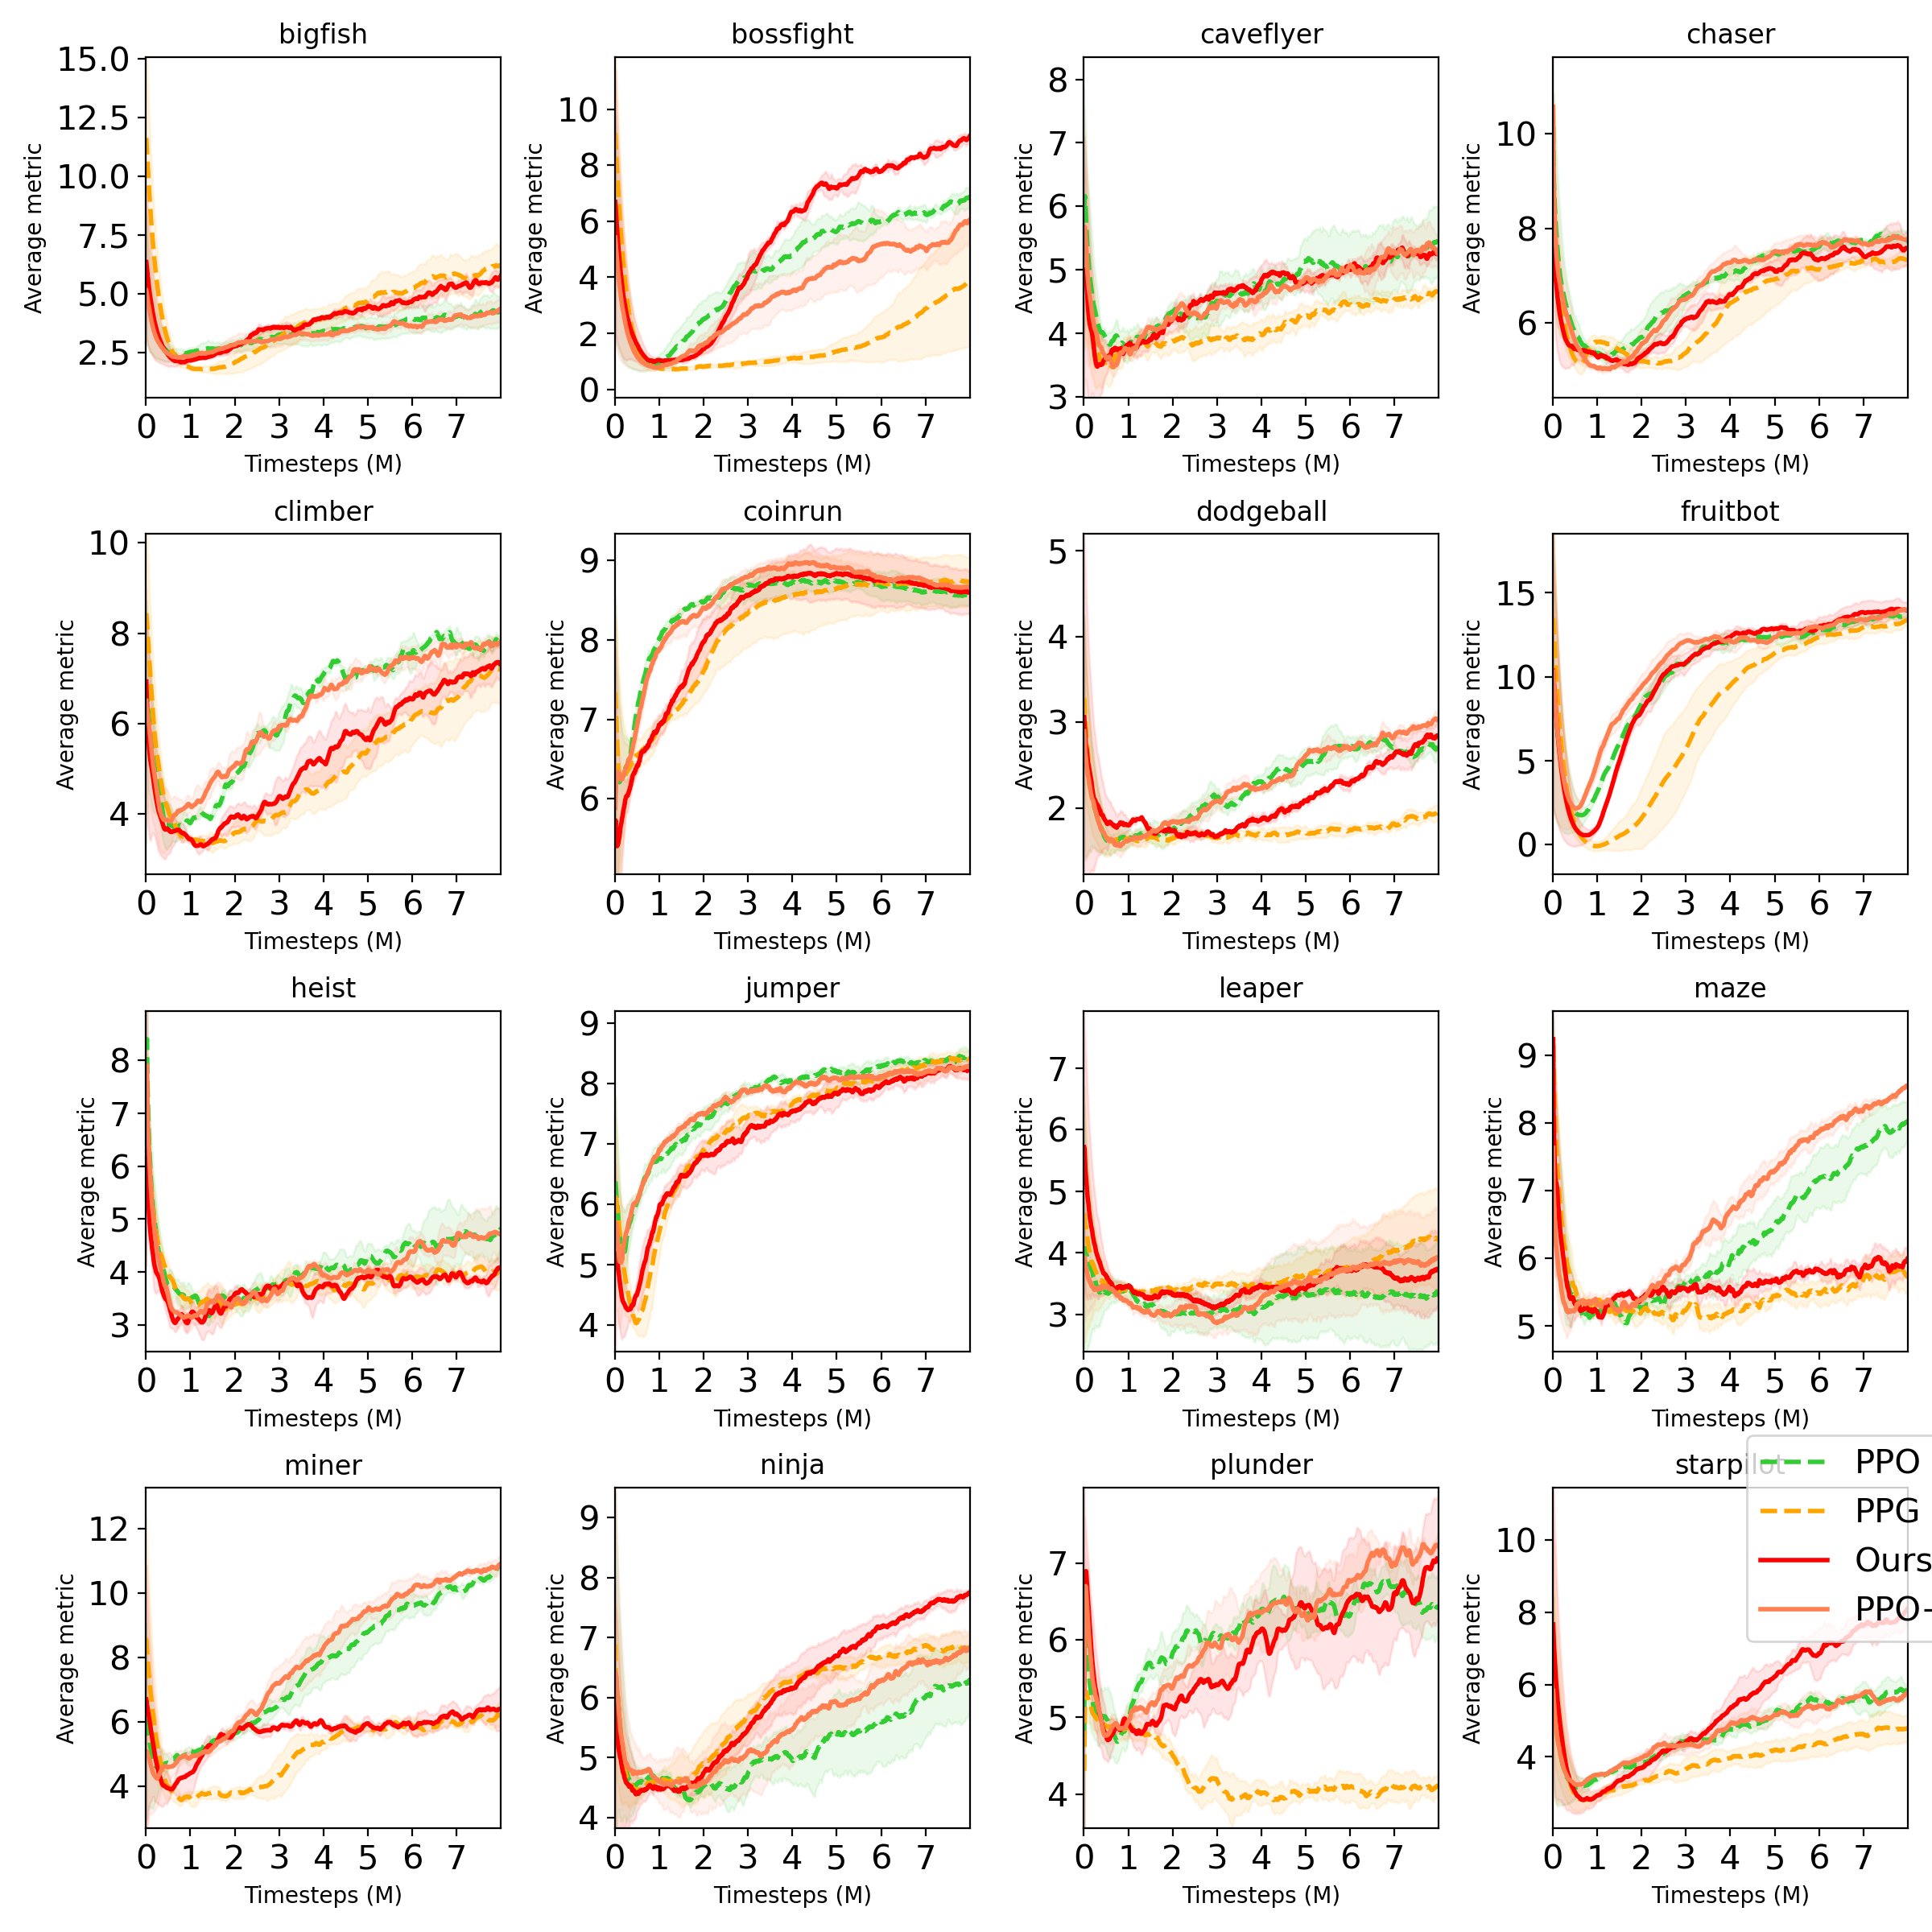 bigfish bossfight caveflyer chaser
15.0
12.5
10.0
7.5
5.0
2.5
Average metric
0 1 2 3 4 5 6 7
Timesteps (M)
10
8
6
4
2
0
Average metric
0 1 2 3 4 5 6 7
Timesteps (M)
8
7
6
5
4
3
Average metric
0 1 2 3 4 5 6 7
Timesteps (M)
10
8
6
Average metric
0 1 2 3 4 5 6 7
Timesteps (M)
climber coinrun dodgeball fruitbot
10
8
6
4
Average metric
0 1 2 3 4 5 6 7
Timesteps (M)
9
8
7
6
Average metric
0 1 2 3 4 5 6 7
Timesteps (M)
5
4
3
2
Average metric
0 1 2 3 4 5 6 7
Timesteps (M)
15
10
5
0
Average metric
0 1 2 3 4 5 6 7
Timesteps (M)
heist jumper leaper maze
8
7
6
5
4
3
Average metric
0 1 2 3 4 5 6 7
Timesteps (M)
9
8
7
6
5
4
Average metric
0 1 2 3 4 5 6 7
Timesteps (M)
7
6
5
4
3
Average metric
0 1 2 3 4 5 6 7
Timesteps (M)
9
8
7
6
5
Average metric
0 1 2 3 4 5 6 7
Timesteps (M)
miner ninja plunder starpilot
12
10
8
6
4
Average metric
0 1 2 3 4 5 6 7
Timesteps (M)
9
8
7
6
5
4
Average metric
0 1 2 3 4 5 6 7
Timesteps (M)
7
6
5
4
Average metric
0 1 2 3 4 5 6 7
Timesteps (M)
10
8
6
4
Average metric
0 1 2 3 4 5 6 7
Timesteps (M)
PPO
PPG
Ours
PPO-